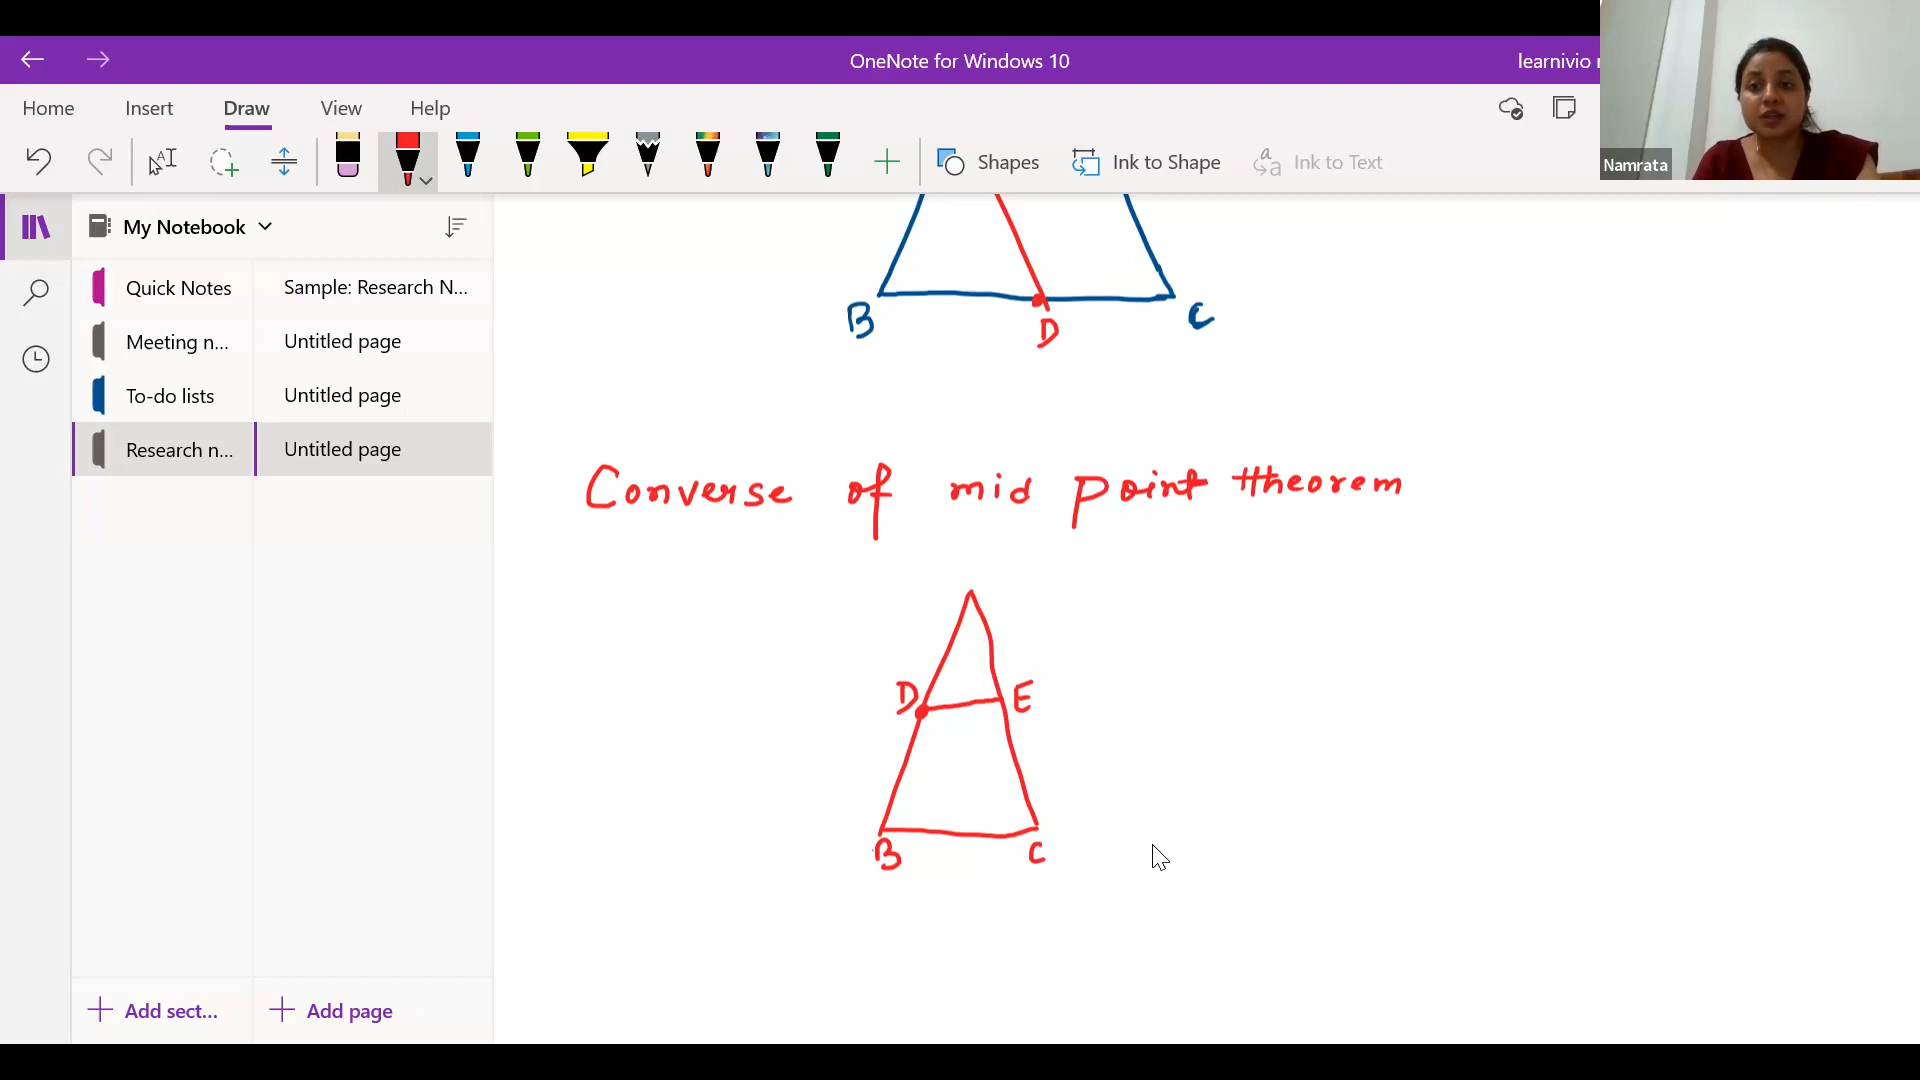 OneNote for Windows 10
learnivio
Home Insert Draw View Help
Shapes Ink to Shape Ink to Text
Namrata
My Notebook
Quick Notes
Meeting n...
To-do lists
Research n...
Sample: Research N...
Untitled page
Untitled page
Untitled page
B
D
C
Converse of mid point theorem
D
E
B
C
Add sect...
Add page